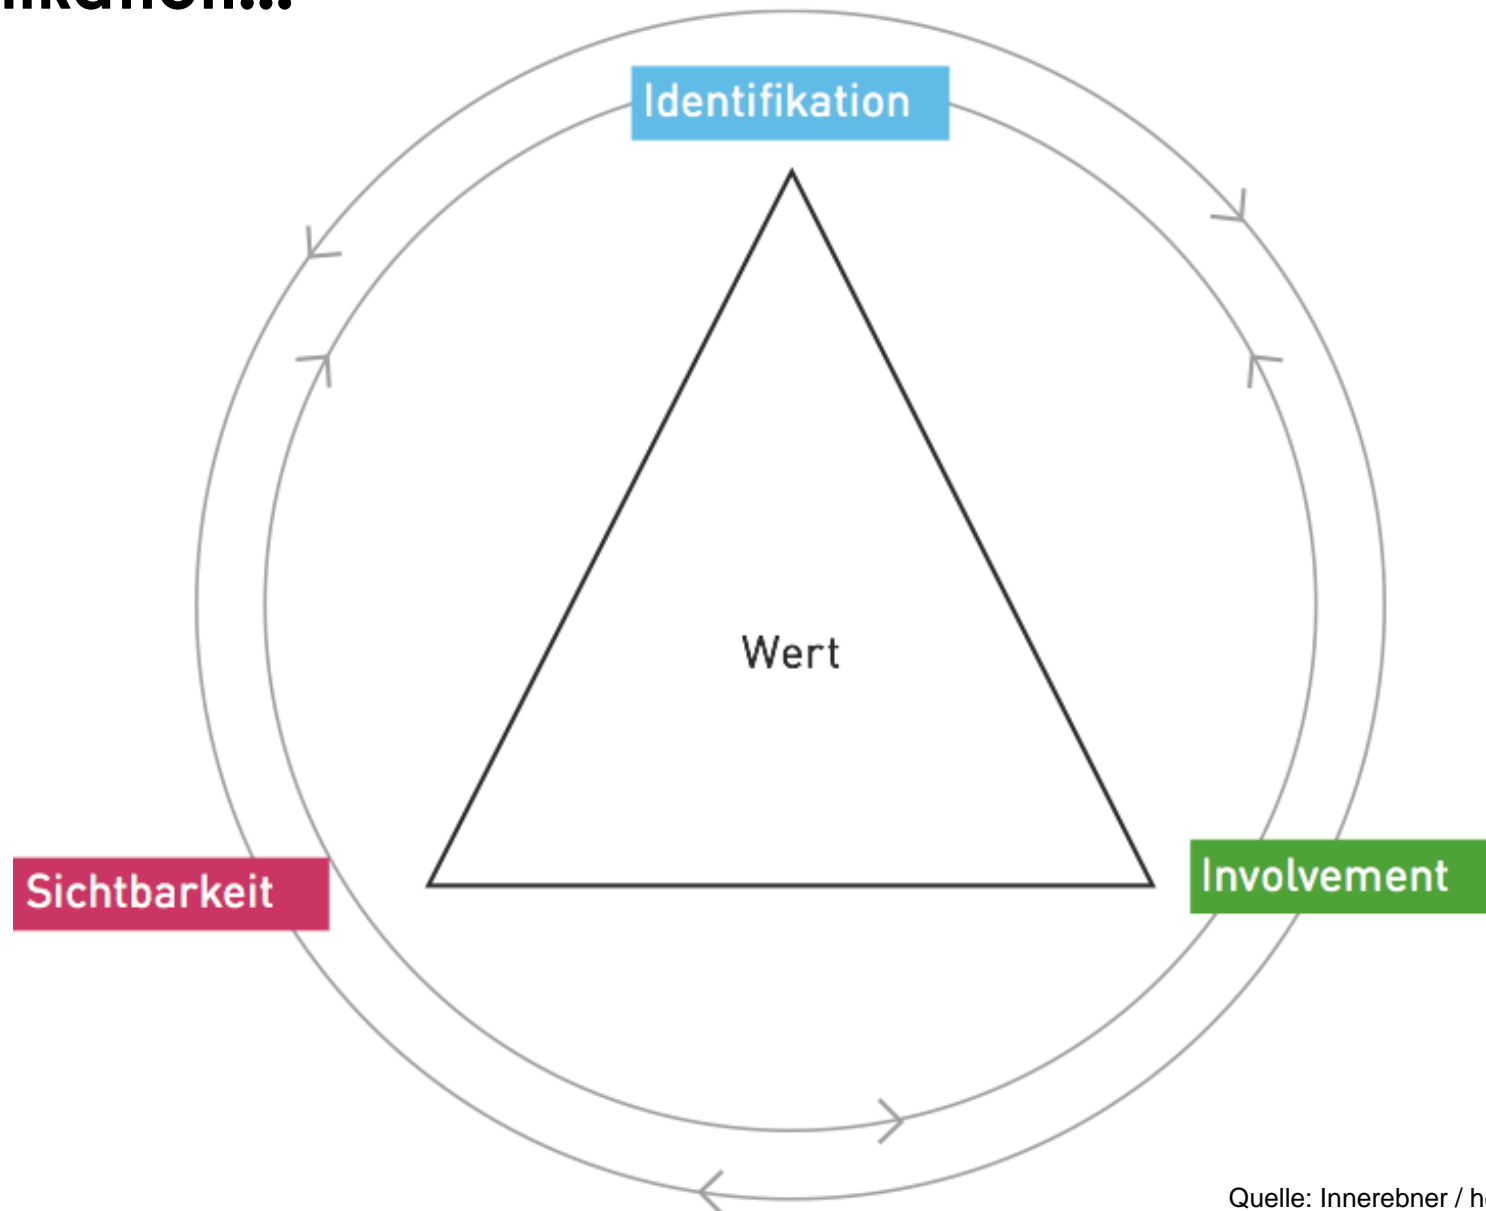 Identifikation
Wert
Sichtbarkeit
Involvement
Quelle: Innerebner /